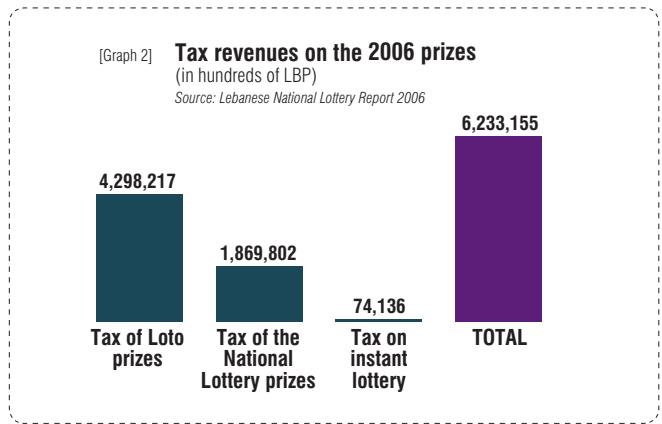 [Graph 2] Tax revenues on the 2006 prizes
(in hundreds of LBP)
Source: Lebanese National Lottery Report 2006
6,233,155
4,298,217
1,869,802
74,136
Tax of Loto
prizes
Tax of the
National
Lottery prizes
Tax on
instant
lottery
TOTAL